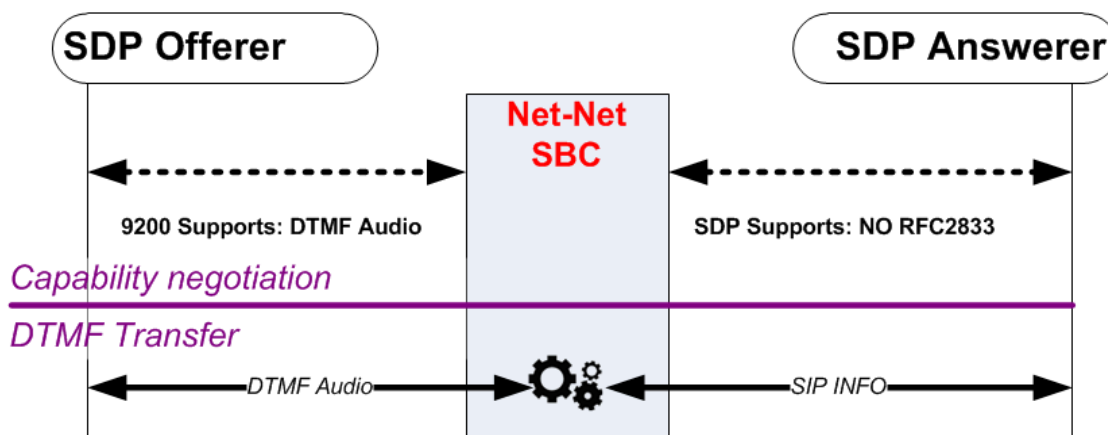 SDP Offerer
SDP Answerer
Net-Net
SBC
9200 Supports: DTMF Audio
SDP Supports: NO RFC2833
Capability negotiation
DTMF Transfer
DTMF Audio
SIP INFO